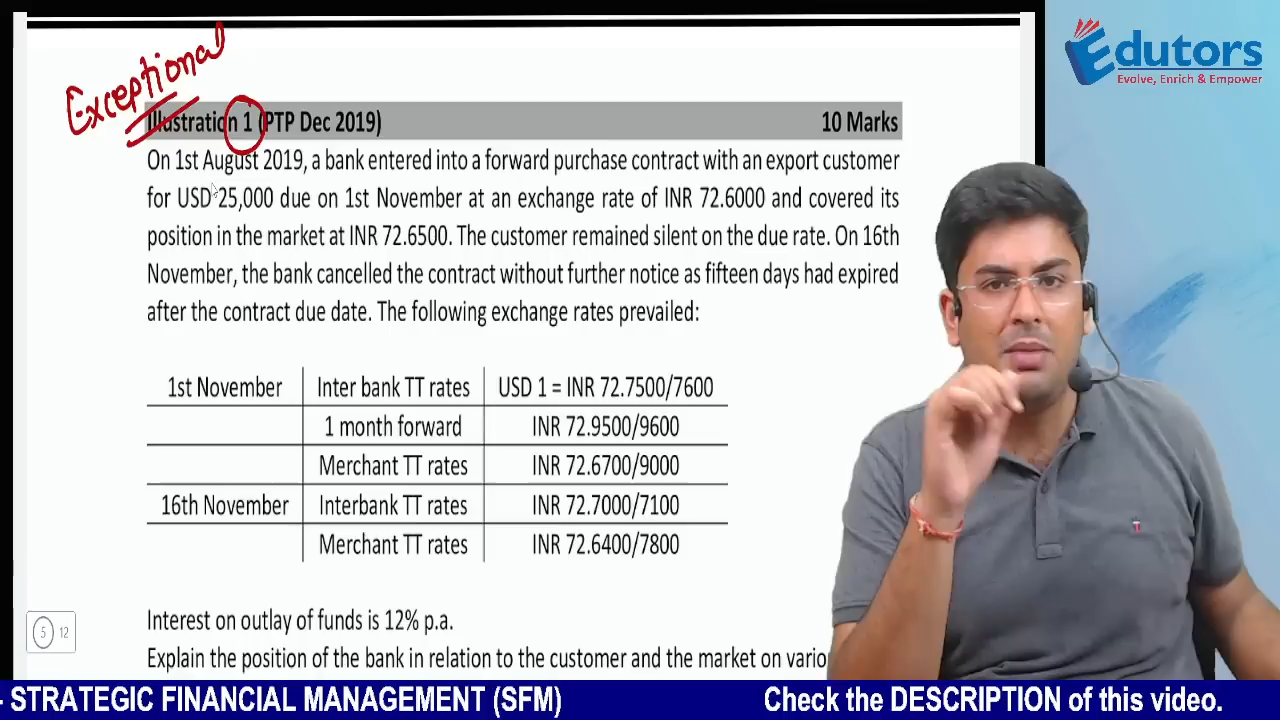 Exceptional
Edutors
Evolve, Enrich & Empower
Illustration 1 (PTP Dec 2019) 10 Marks
On 1st August 2019, a bank entered into a forward purchase contract with an export customer
for USD 25,000 due on 1st November at an exchange rate of INR 72.6000 and covered its
position in the market at INR 72.6500. The customer remained silent on the due rate. On 16th
November, the bank cancelled the contract without further notice as fifteen days had expired
after the contract due date. The following exchange rates prevailed:
1st November Inter bank TT rates USD 1 = INR 72.7500/7600
1 month forward INR 72.9500/9600
Merchant TT rates INR 72.6700/9000
16th November Interbank TT rates INR 72.7000/7100
Merchant TT rates INR 72.6400/7800
Interest on outlay of funds is 12% p.a.
5 12
Explain the position of the bank in relation to the customer and the market on vario
- STRATEGIC FINANCIAL MANAGEMENT (SFM) Check the DESCRIPTION of this video.